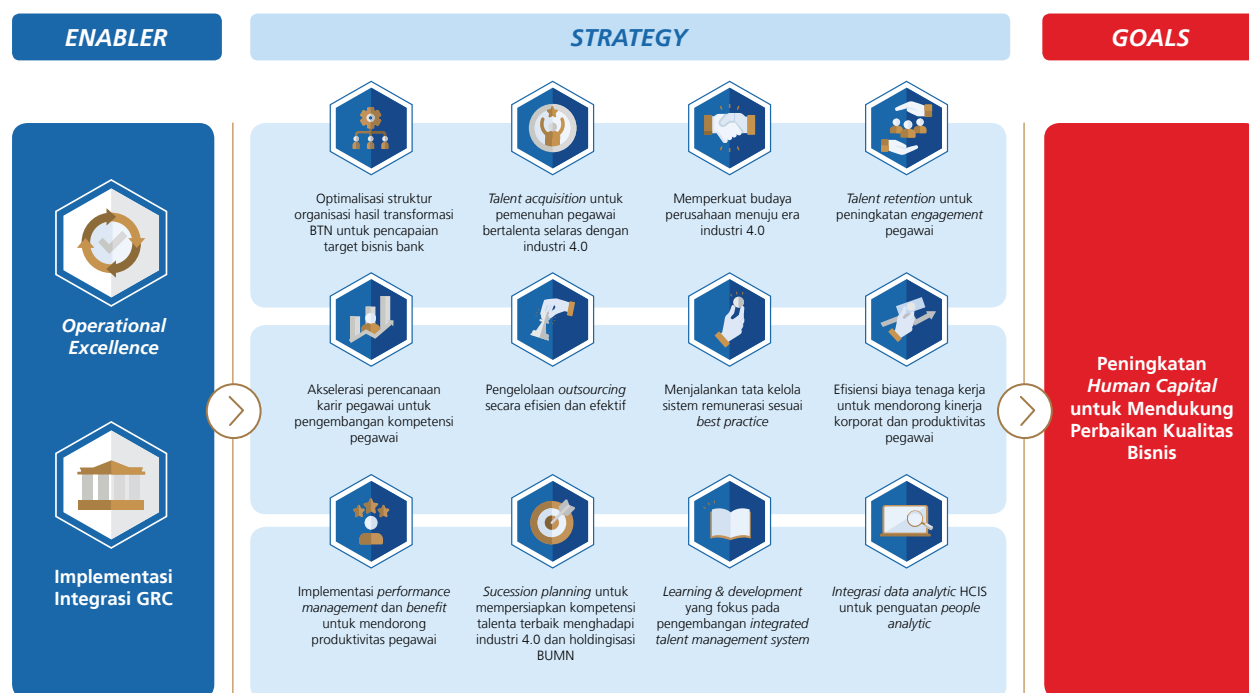 ENABLER
STRATEGY
GOALS
Operational
Excellence
Implementasi
Integrasi GRC
Optimalisasi struktur
organisasi hasil transformasi
BTN untuk pencapaian
target bisnis bank
Talent acquisition untuk
pemenuhan pegawai
bertalenta selaras dengan
industri 4.0
Memperkuat budaya
perusahaan menuju era
industri 4.0
Talent retention untuk
peningkatan engagement
pegawai
Akselerasi perencanaan
karir pegawai untuk
pengembangan kompetensi
pegawai
Pengelolaan outsourcing
secara efisien dan efektif
Menjalankan tata kelola
sistem remunerasi sesuai
best practice
Efisiensi biaya tenaga kerja
untuk mendorong kinerja
korporat dan produktivitas
pegawai
Implementasi performance
management dan benefit
untuk mendorong
produktivitas pegawai
Sucession planning untuk
mempersiapkan kompetensi
talenta terbaik menghadapi
industri 4.0 dan holdingisasi
BUMN
Learning & development
yang fokus pada
pengembangan integrated
talent management system
Integrasi data analytic HCIS
untuk penguatan people
analytic
Peningkatan
Human Capital
untuk Mendukung
Perbaikan Kualitas
Bisnis